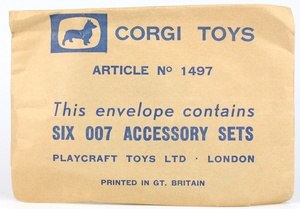 CORGI TOYS
ARTICLE Nº 1497
This envelope contains
SIX 007 ACCESSORY SETS
PLAYCRAFT TOYS LTD · LONDON
PRINTED IN GT. BRITAIN